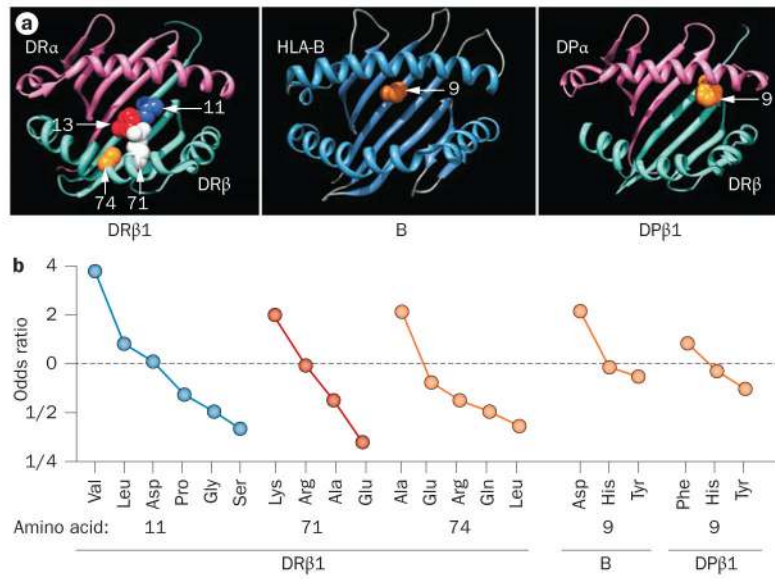 a
DRα
13
11
74
71
DRβ
DRβ1
HLA-B
9
B
DPα
9
DRβ
DPβ1
b
Odds ratio
4
2
0
1/2
1/4
Val Leu Asp Pro Gly Ser Lys Arg Ala Glu Ala Glu Arg Gln Leu Asp His Tyr Phe His Tyr
Amino acid: 11 71 74 9 9
DRβ1 B DPβ1